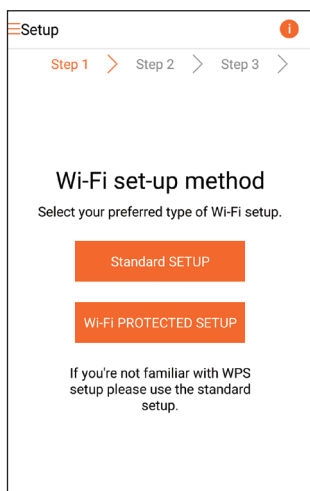 Setup
i
Step 1 Step 2 Step 3
Wi-Fi set-up method
Select your preferred type of Wi-Fi setup.
Standard SETUP
Wi-Fi PROTECTED SETUP
If you're not familiar with WPS
setup please use the standard
setup.